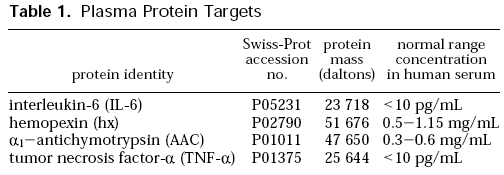 Table 1. Plasma Protein Targets
Swiss-Prot protein normal range
accession mass concentration
protein identity no. (daltons) in human serum
interleukin-6 (IL-6) P05231 23 718 <10 pg/mL
hemopexin (hx) P02790 51 676 0.5−1.15 mg/mL
α1−antichymotrypsin (AAC) P01011 47 650 0.3−0.6 mg/mL
tumor necrosis factor-α (TNF-α) P01375 25 644 <10 pg/mL